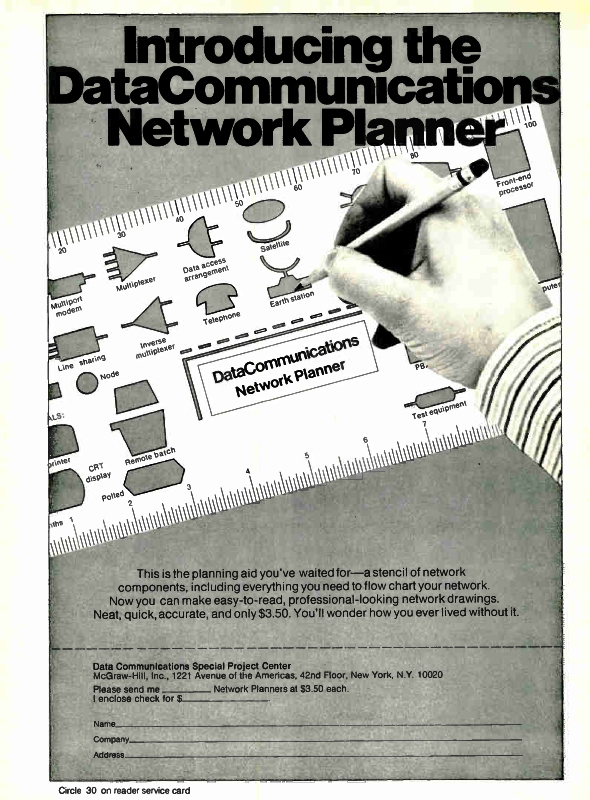 Introducing the
DataCommunications
Network Planner
20 30 40 50 60 70 80 100
Front-end
processor
Multiport
modem
Multiplexer
Data access
arrangement
Satellite
Earth station
Telephone
Inverse
multiplexer
Line sharing
Node
DataCommunications
Network Planner
CRT
display
Remote batch
Polled
Test equipment
1 2 3 4 5 6 7
This is the planning aid you've waited for—a stencil of network
components, including everything you need to flow chart your network.
Now you can make easy-to-read, professional-looking network drawings.
Neat, quick, accurate, and only $3.50. You'll wonder how you ever lived without it.
Data Communications Special Project Center
McGraw-Hill, Inc., 1221 Avenue of the Americas, 42nd Floor, New York, N.Y. 10020
Please send me Network Planners at $3.50 each.
I enclose check for $
Name
Company
Address
Circle 30 on reader service card